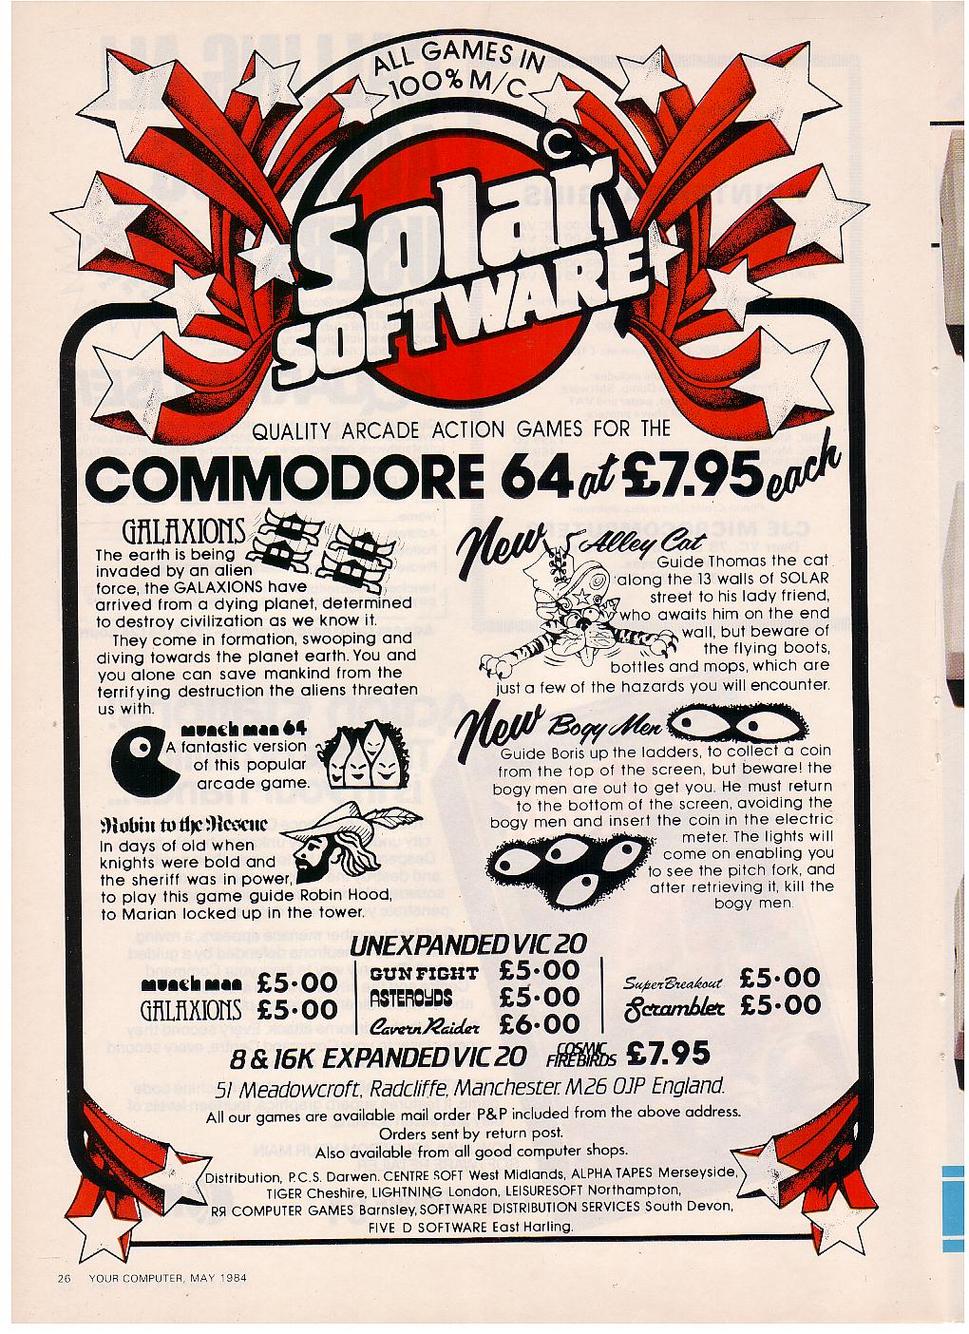 ALL GAMES IN
100% M/C
Solar
SOFTWARE
QUALITY ARCADE ACTION GAMES FOR THE
COMMODORE 64 at £7.95 each
GALAXIONS
The earth is being
invaded by an alien
force, the GALAXIONS have
arrived from a dying planet, determined
to destroy civilization as we know it.
They come in formation, swooping and
diving towards the planet earth. You and
you alone can save mankind from the
terrifying destruction the aliens threaten
us with.
munch man 64
A fantastic version
of this popular
arcade game.
Robin to the Rescue
In days of old when
knights were bold and
the sheriff was in power,
to play this game guide Robin Hood,
to Marian locked up in the tower.
New Alley Cat
Guide Thomas the cat
along the 13 walls of SOLAR
street to his lady friend,
who awaits him on the end
wall, but beware of
the flying boots,
bottles and mops, which are
just a few of the hazards you will encounter.
New Bogy Men
Guide Boris up the ladders, to collect a coin
from the top of the screen, but beware! the
bogy men are out to get you. He must return
to the bottom of the screen, avoiding the
bogy men and insert the coin in the electric
meter. The lights will
come on enabling you
to see the pitch fork, and
after retrieving it, kill the
bogy men.
UNEXPANDED VIC 20
munch man £5·00
GALAXIONS £5·00
GUN FIGHT £5·00
ASTEROYDS £5·00
Cavern Raider £6·00
Super Breakout £5·00
Scrambler £5·00
8 & 16K EXPANDED VIC 20 COSMIC FIREBIRDS £7.95
51 Meadowcroft, Radcliffe, Manchester. M26 OJP England.
All our games are available mail order P&P included from the above address.
Orders sent by return post.
Also available from all good computer shops.
Distribution, P.C.S. Darwen. CENTRE SOFT West Midlands, ALPHA TAPES Merseyside,
TIGER Cheshire, LIGHTNING London, LEISURESOFT Northampton,
RR COMPUTER GAMES Barnsley, SOFTWARE DISTRIBUTION SERVICES South Devon,
FIVE D SOFTWARE East Harling.
26 YOUR COMPUTER, MAY 1984